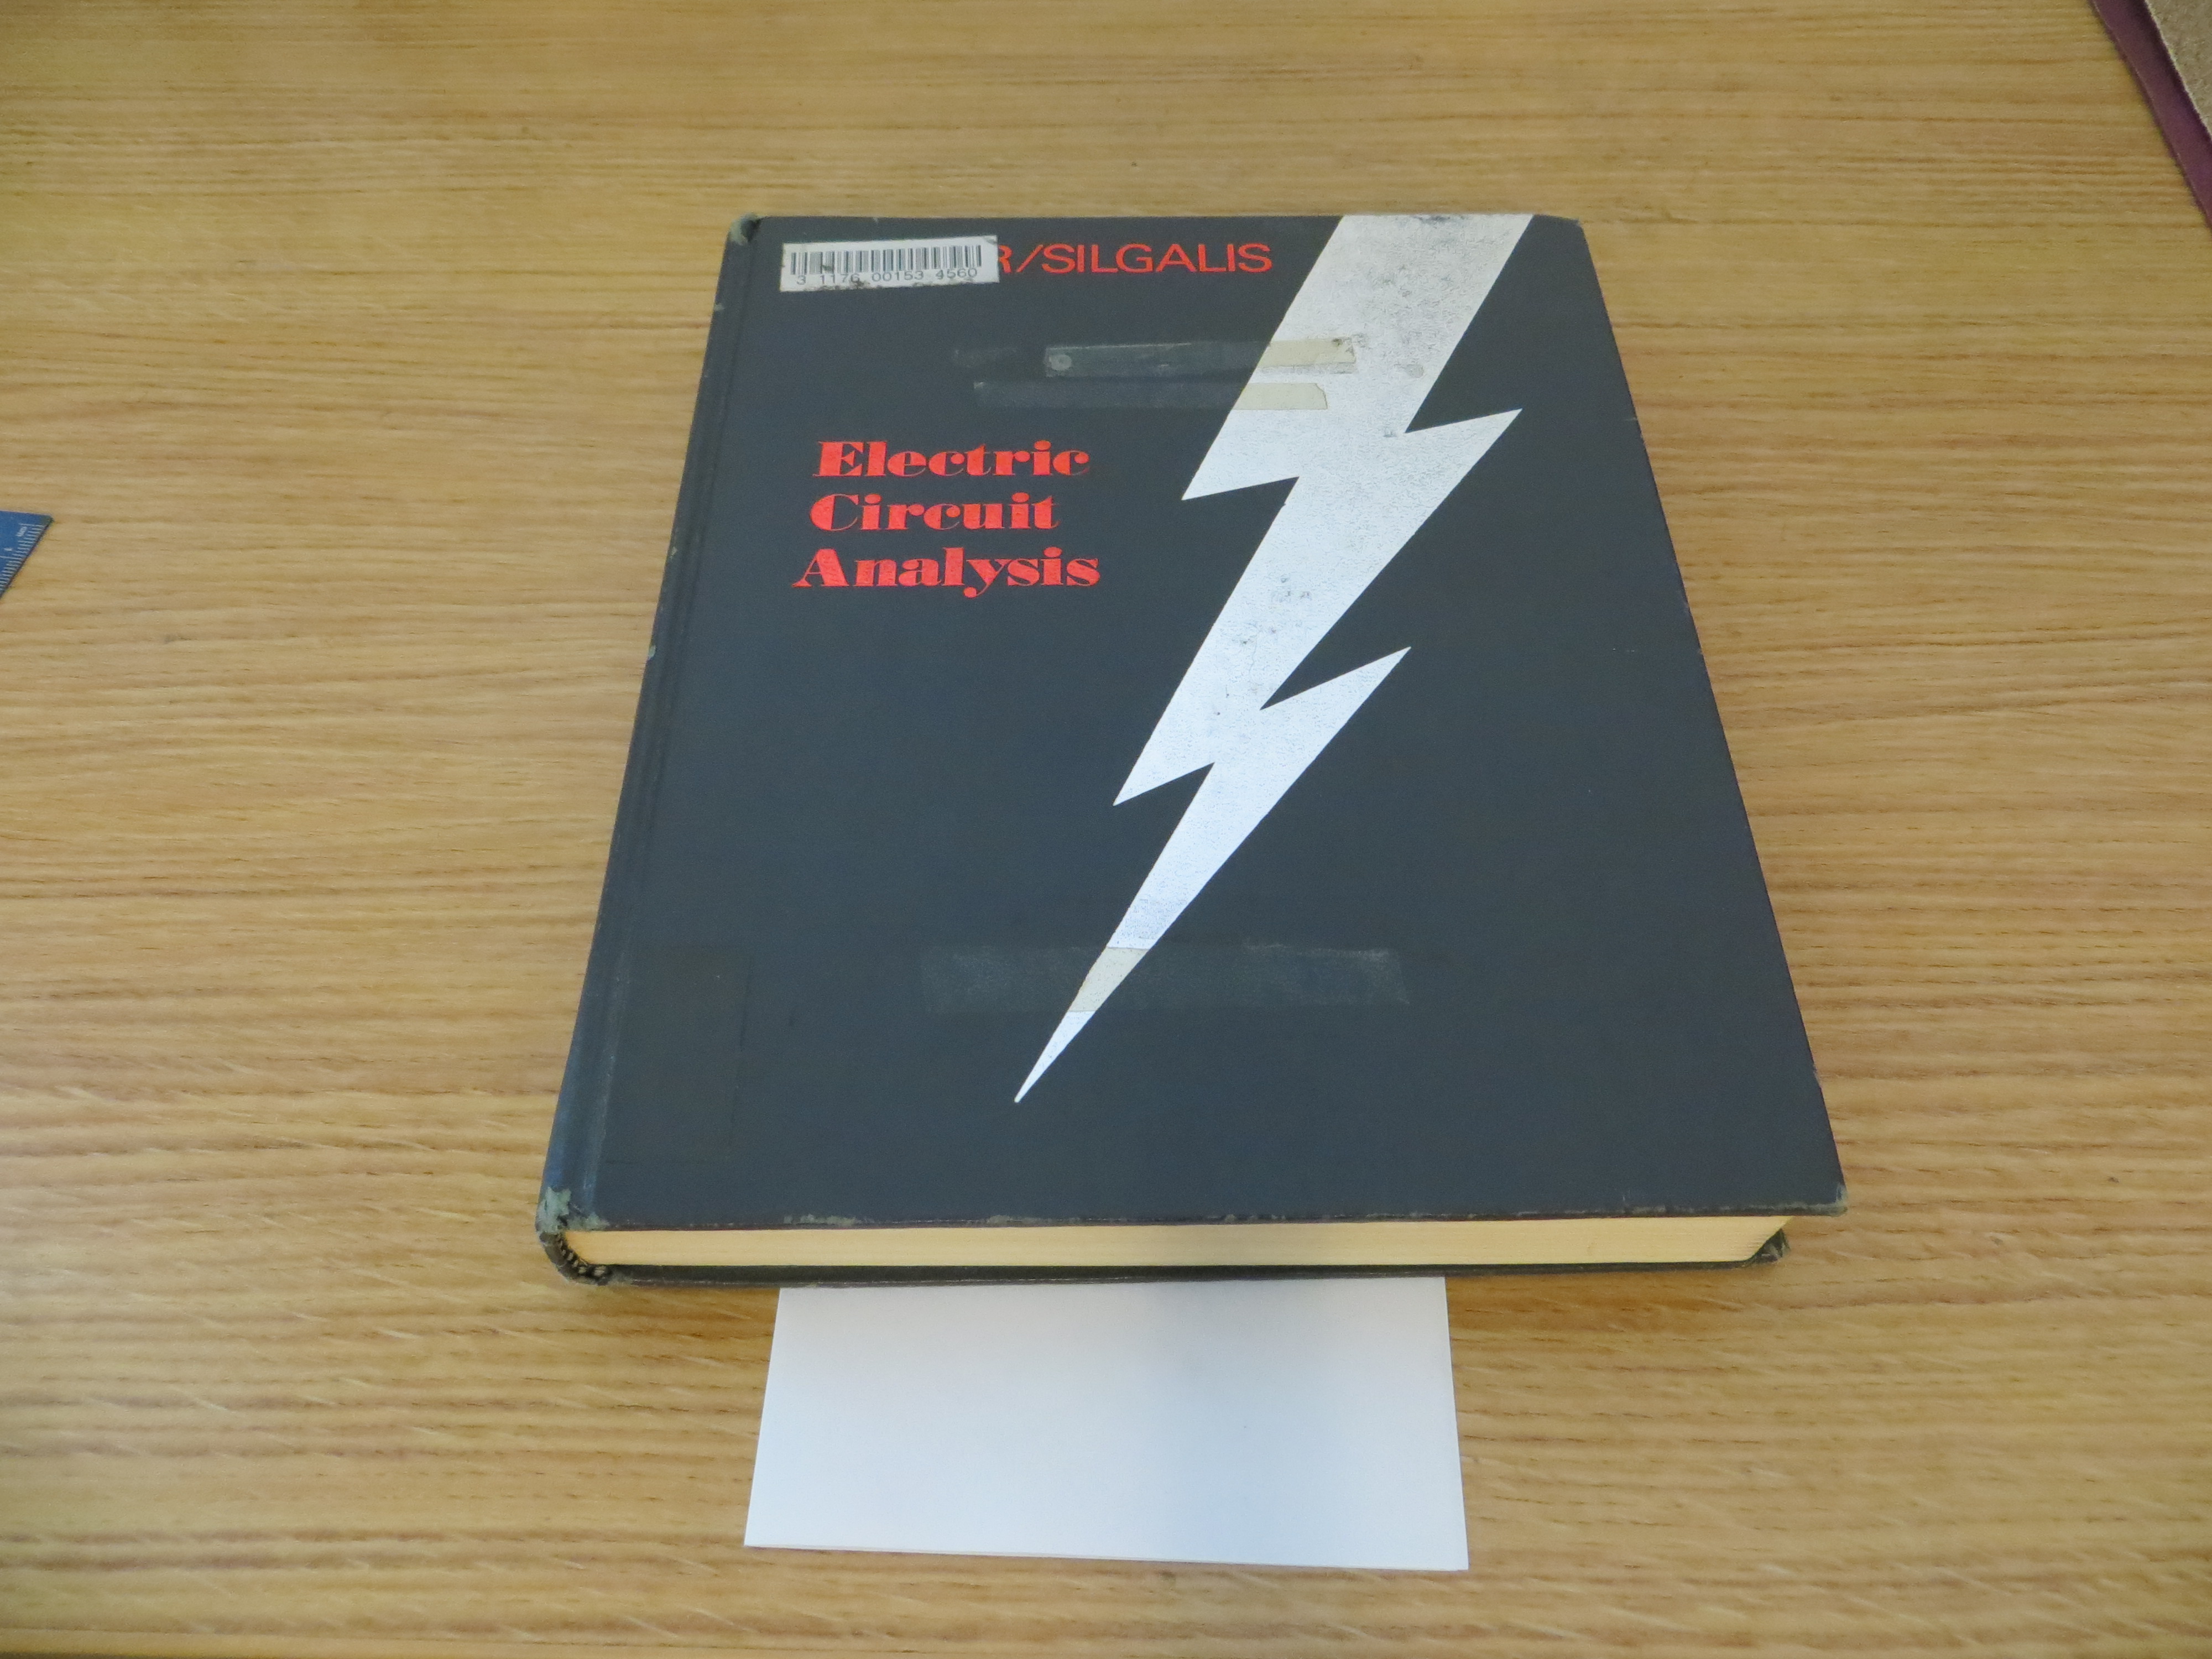 R/SILGALIS
3 1176 00153 4560
Electric
Circuit
Analysis